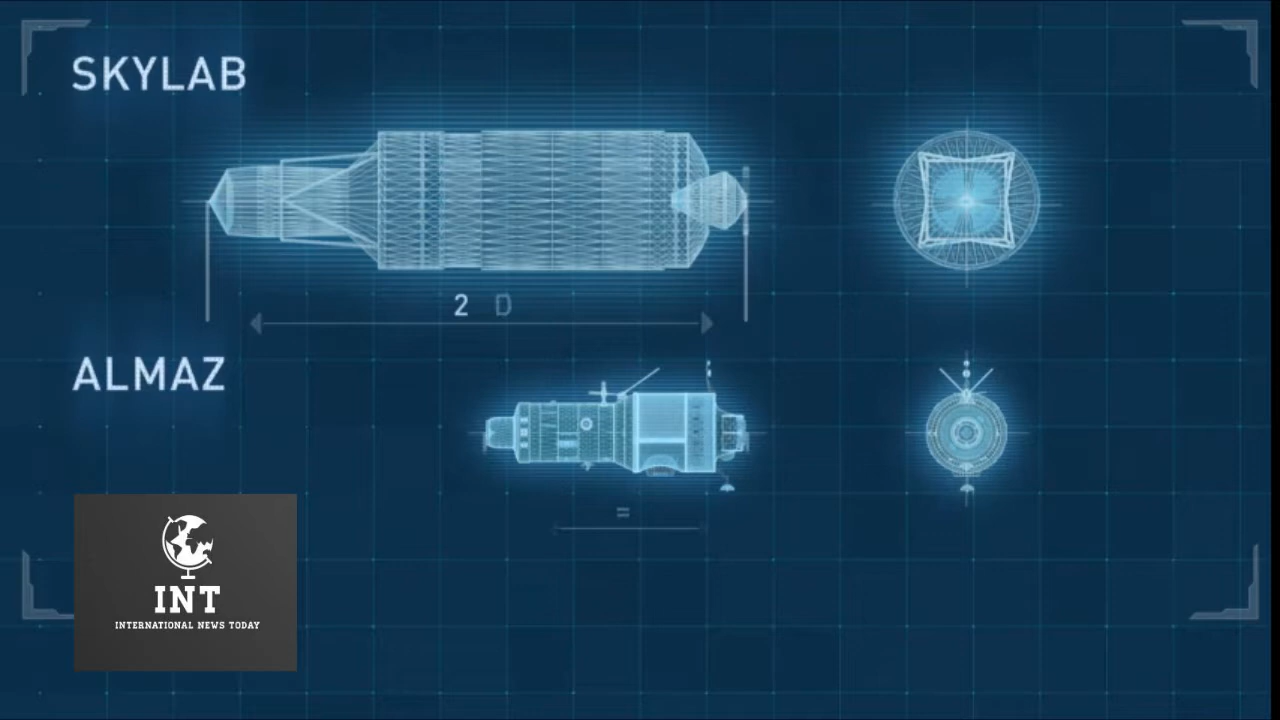 SKYLAB
2 D
ALMAZ
=
INT
INTERNATIONAL NEWS TODAY